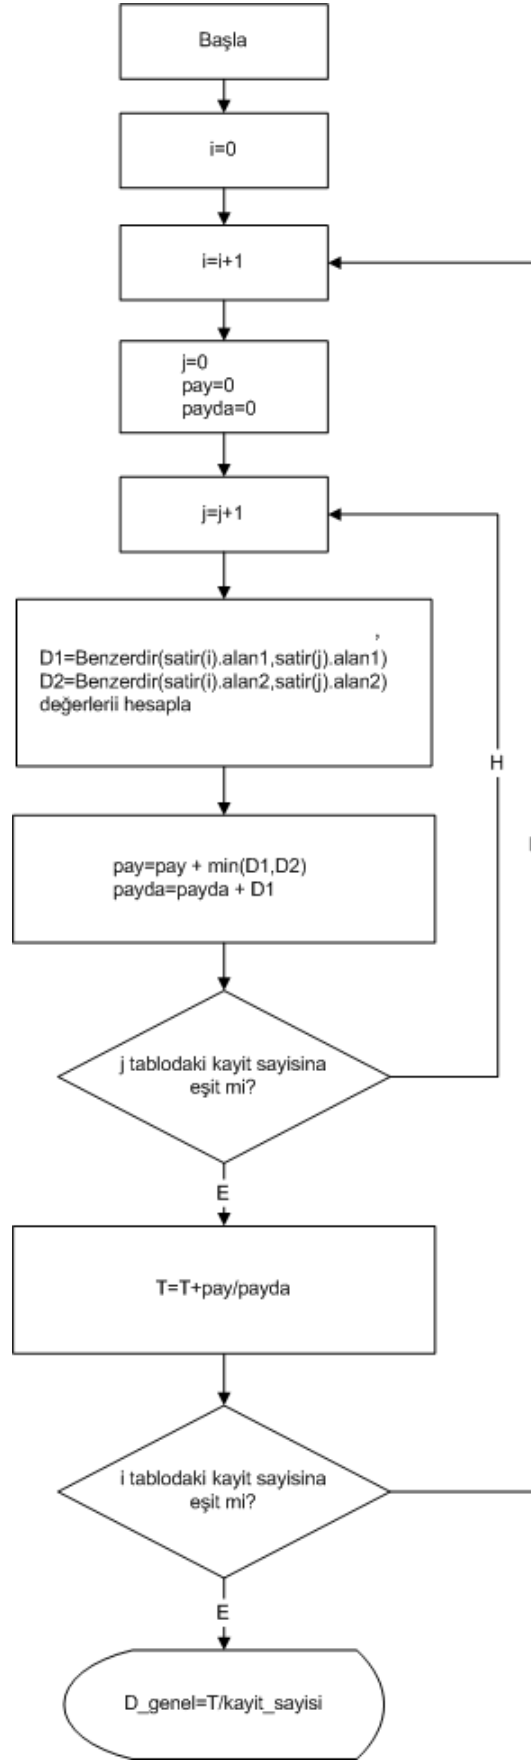 Başla
i=0
i=i+1
j=0
pay=0
payda=0
j=j+1
,
D1=Benzerdir(satir(i).alan1,satir(j).alan1)
D2=Benzerdir(satir(i).alan2,satir(j).alan2)
değerlerii hesapla
H
pay=pay + min(D1,D2)
payda=payda + D1
j tablodaki kayit sayisina
eşit mi?
E
T=T+pay/payda
i tablodaki kayit sayisina
eşit mi?
E
D_genel=T/kayit_sayisi